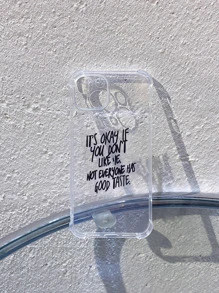 IT'S OKAY IF
YOU DON'T
LIKE ME.
NOT EVERYONE HAS
GOOD TASTE.